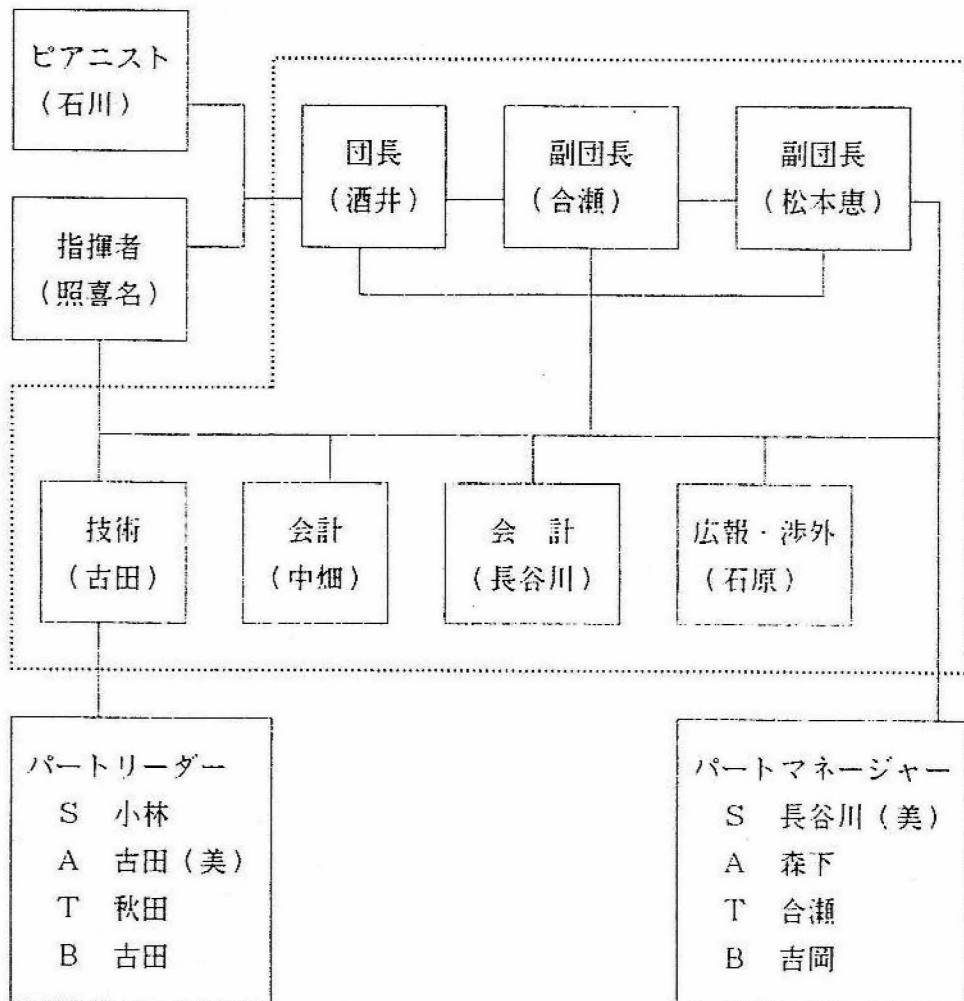 ピアニスト
(石川)
指揮者
(照喜名)
団長
(酒井)
副団長
(合瀬)
副団長
(松本恵)
技術
(古田)
会計
(中畑)
会 計
(長谷川)
広報・渉外
(石原)
パートリーダー
S 小林
A 古田(美)
T 秋田
B 古田
パートマネージャー
S 長谷川(美)
A 森下
T 合瀬
B 吉岡